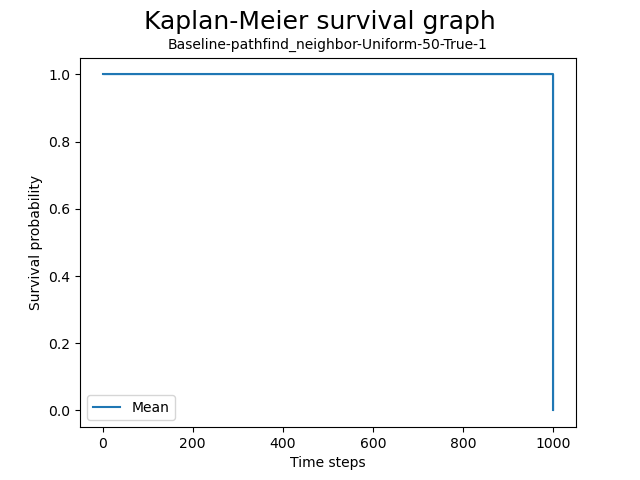 Kaplan-Meier survival graph
Baseline-pathfind_neighbor-Uniform-50-True-1
1.0
0.8
0.6
0.4
0.2
0.0
Survival probability
Mean
0 200 400 600 800 1000
Time steps